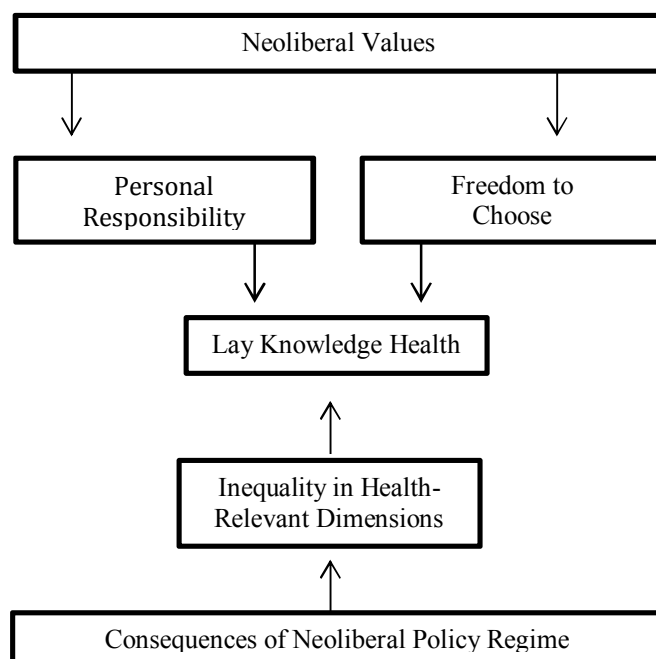 Neoliberal Values
Personal
Responsibility
Freedom to
Choose
Lay Knowledge Health
Inequality in Health-
Relevant Dimensions
Consequences of Neoliberal Policy Regime